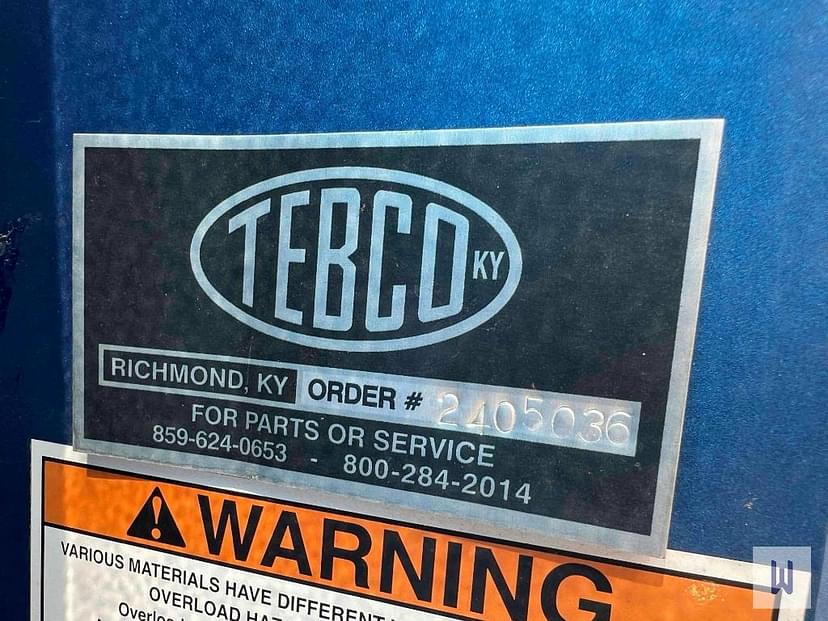 TEBCO KY
RICHMOND, KY ORDER # 2405036
FOR PARTS OR SERVICE
859-624-0653 - 800-284-2014
WARNING
VARIOUS MATERIALS HAVE DIFFERENT
OVERLOAD
W